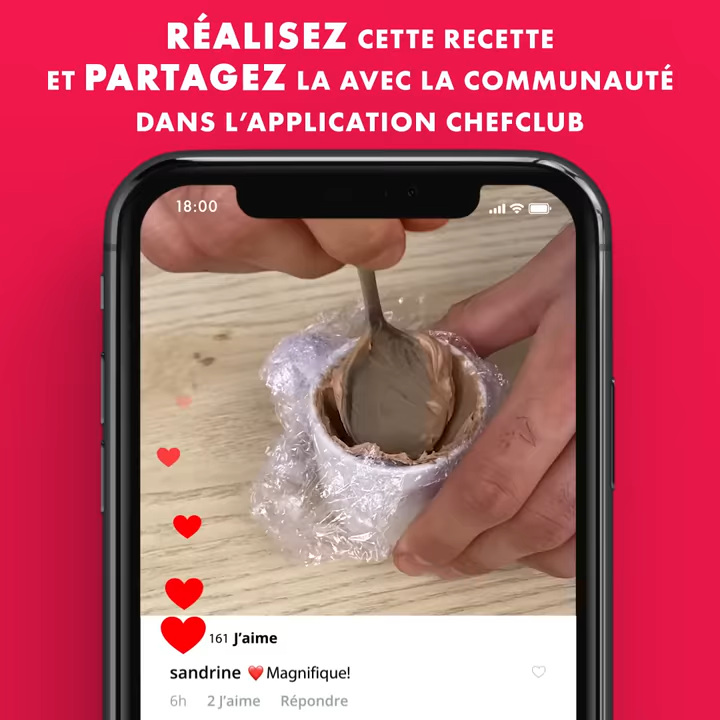 RÉALISEZ CETTE RECETTE
ET PARTAGEZ LA AVEC LA COMMUNAUTÉ
DANS L'APPLICATION CHEFCLUB
18:00
161 J'aime
sandrine ❤️ Magnifique!
6h 2 J'aime Répondre